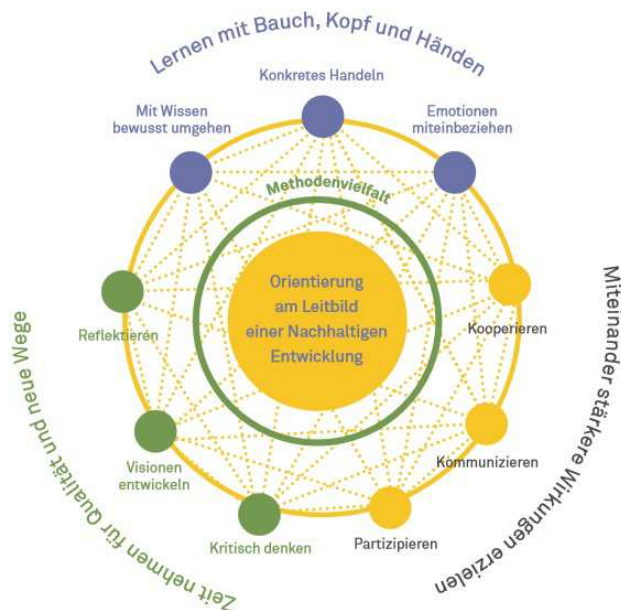 Lernen mit Bauch, Kopf und Händen
Konkretes Handeln
Mit Wissen
bewusst umgehen
Emotionen
miteinbeziehen
Methodenvielfalt
Orientierung
am Leitbild
einer Nachhaltigen
Entwicklung
Reflektieren
Kooperieren
Visionen
entwickeln
Kommunizieren
Kritisch denken
Partizipieren
Zeit nehmen für Qualität und neue Wege
Miteinander stärkere Wirkungen erzielen